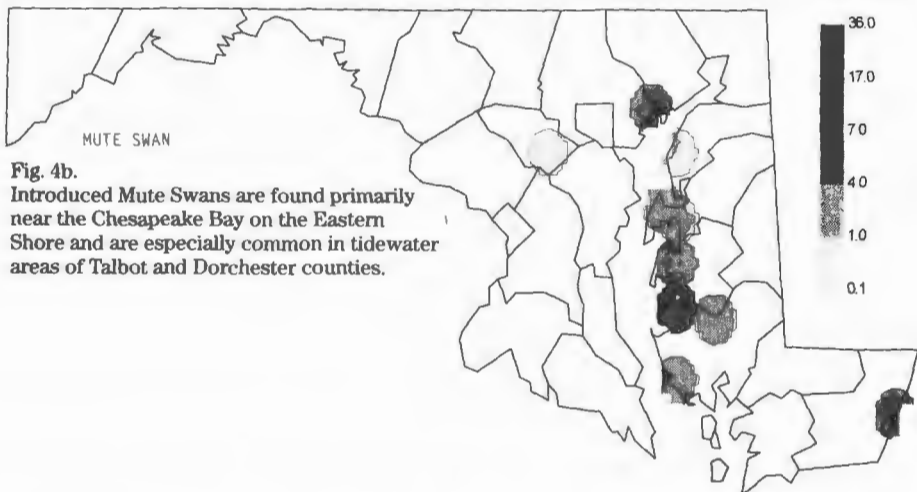 MUTE SWAN
Fig. 4b.
Introduced Mute Swans are found primarily
near the Chesapeake Bay on the Eastern
Shore and are especially common in tidewater
areas of Talbot and Dorchester counties.
36.0
17.0
7.0
4.0
1.0
0.1